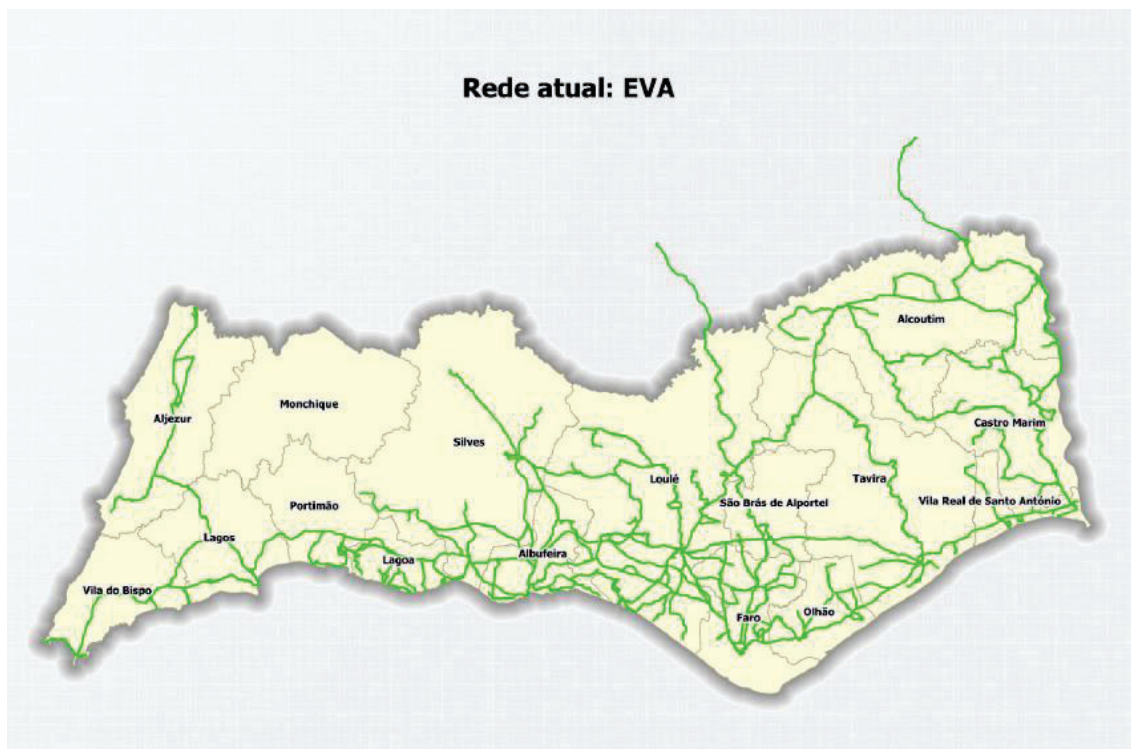 Rede atual: EVA
Alcoutim
Monchique
Aljezur
Castro Marim
Silves
Loulé
Tavira
São Brás de Alportel
Vila Real de Santo António
Portimão
Lagos
Albufeira
Lagoa
Vila do Bispo
Olhão
Faro